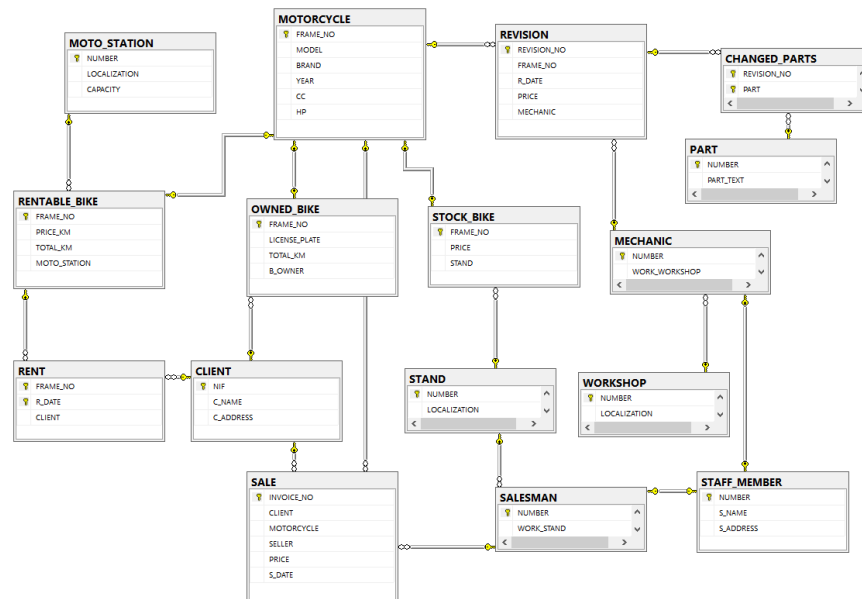 MOTORCYCLE
FRAME_NO
MODEL
BRAND
YEAR
CC
HP
REVISION
REVISION_NO
FRAME_NO
R_DATE
PRICE
MECHANIC
MOTO_STATION
NUMBER
LOCALIZATION
CAPACITY
CHANGED_PARTS
REVISION_NO
PART
PART
NUMBER
PART_TEXT
RENTABLE_BIKE
FRAME_NO
PRICE_KM
TOTAL_KM
MOTO_STATION
OWNED_BIKE
FRAME_NO
LICENSE_PLATE
TOTAL_KM
B_OWNER
STOCK_BIKE
FRAME_NO
PRICE
STAND
MECHANIC
NUMBER
WORK_WORKSHOP
RENT
FRAME_NO
R_DATE
CLIENT
CLIENT
NIF
C_NAME
C_ADDRESS
STAND
NUMBER
LOCALIZATION
WORKSHOP
NUMBER
LOCALIZATION
SALE
INVOICE_NO
CLIENT
MOTORCYCLE
SELLER
PRICE
S_DATE
SALESMAN
NUMBER
WORK_STAND
STAFF_MEMBER
NUMBER
S_NAME
S_ADDRESS